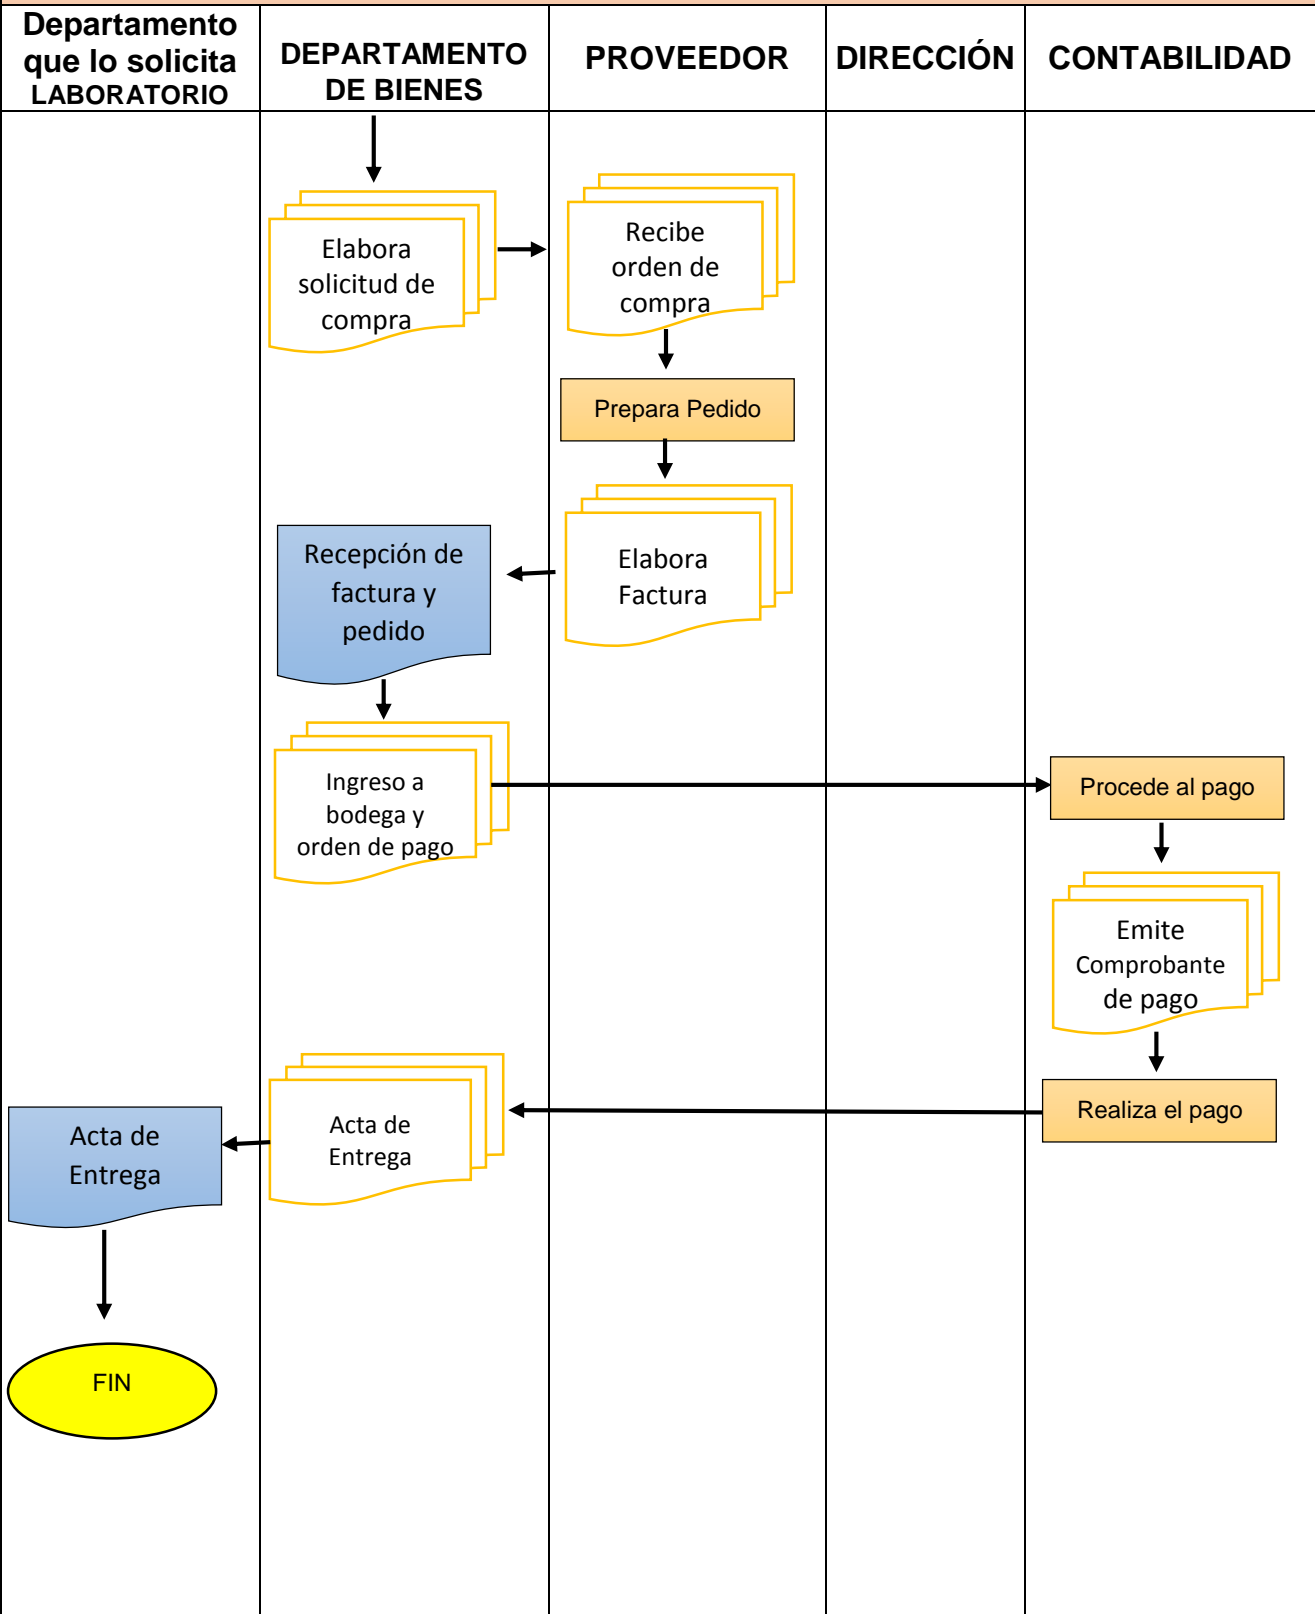 Departamento
que lo solicita
LABORATORIO
DEPARTAMENTO
DE BIENES
PROVEEDOR
DIRECCIÓN
CONTABILIDAD
Elabora
solicitud de
compra
Recibe
orden de
compra
Prepara Pedido
Elabora
Factura
Recepción de
factura y
pedido
Ingreso a
bodega y
orden de pago
Procede al pago
Emite
Comprobante
de pago
Realiza el pago
Acta de
Entrega
Acta de
Entrega
FIN